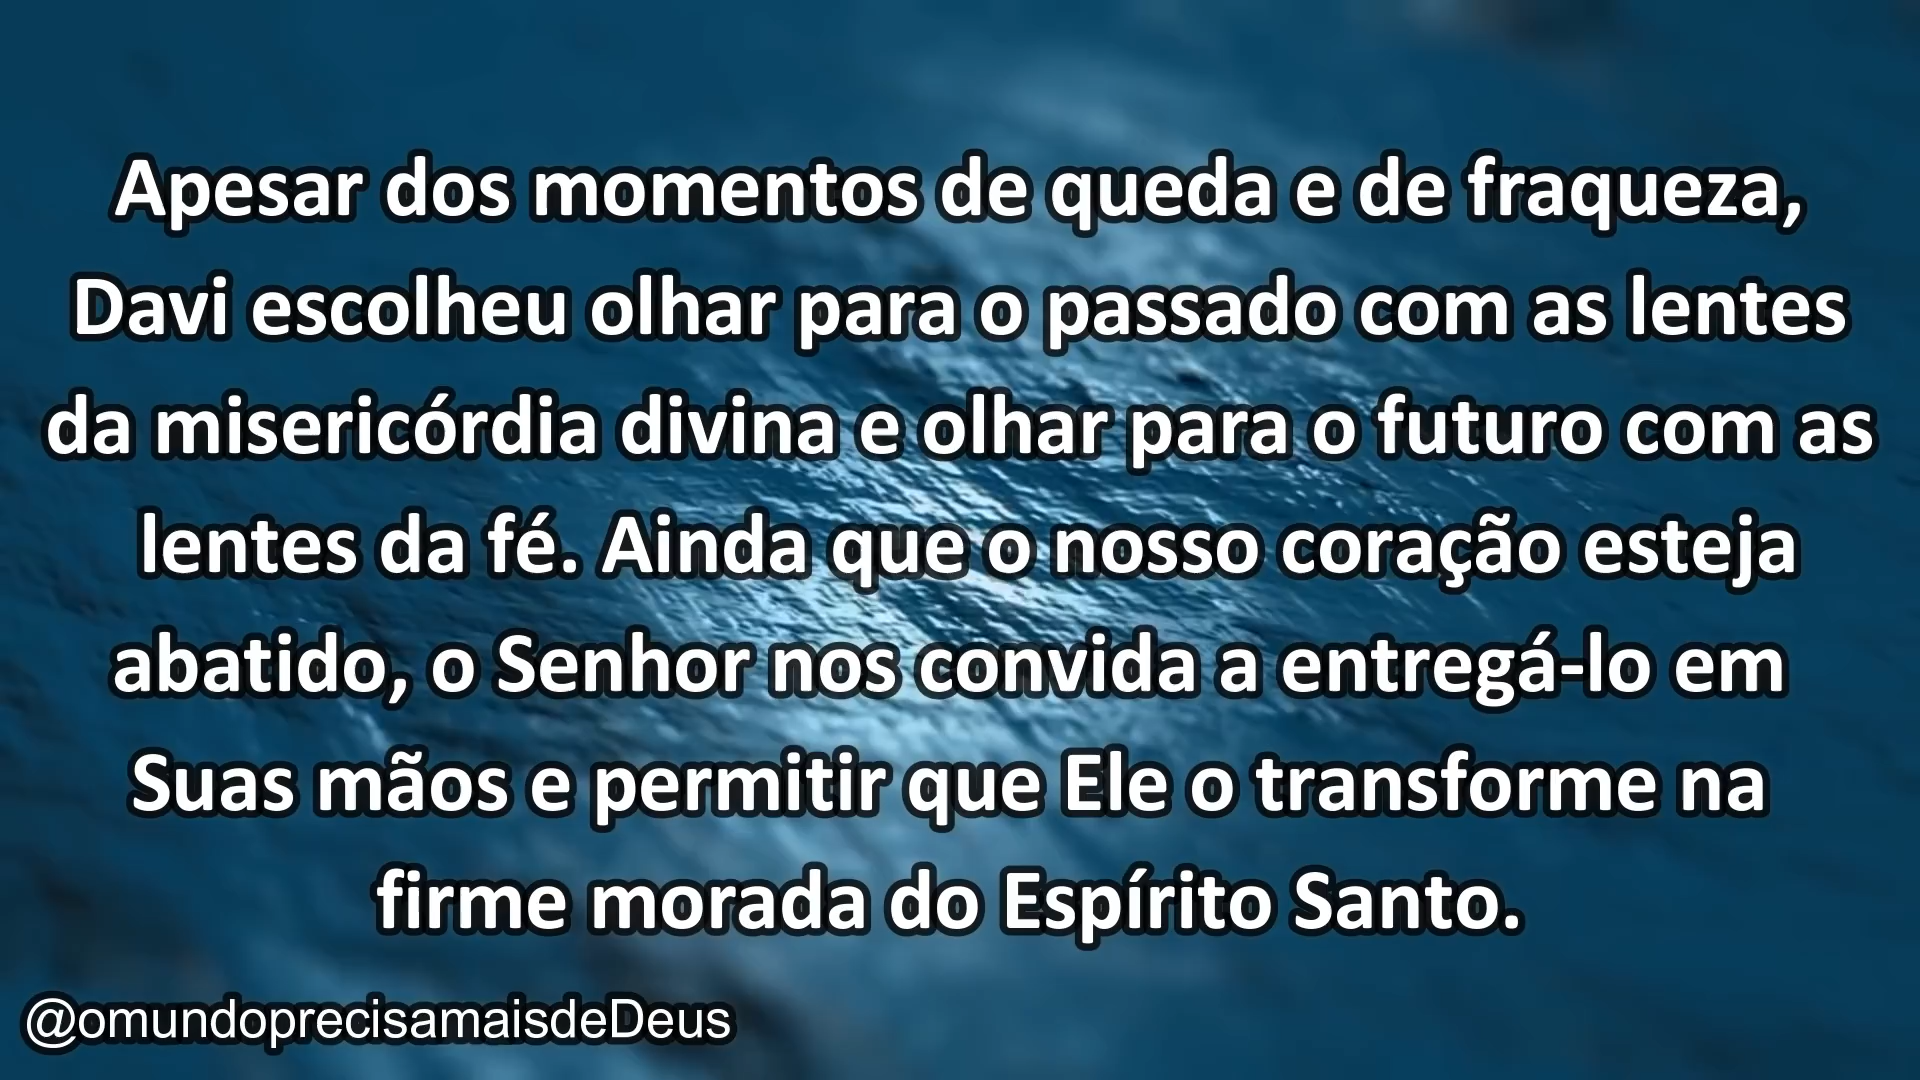 Apesar dos momentos de queda e de fraqueza,
Davi escolheu olhar para o passado com as lentes
da misericórdia divina e olhar para o futuro com as
lentes da fé. Ainda que o nosso coração esteja
abatido, o Senhor nos convida a entregá-lo em
Suas mãos e permitir que Ele o transforme na
firme morada do Espírito Santo.
@omundoprecisamaisdeDeus